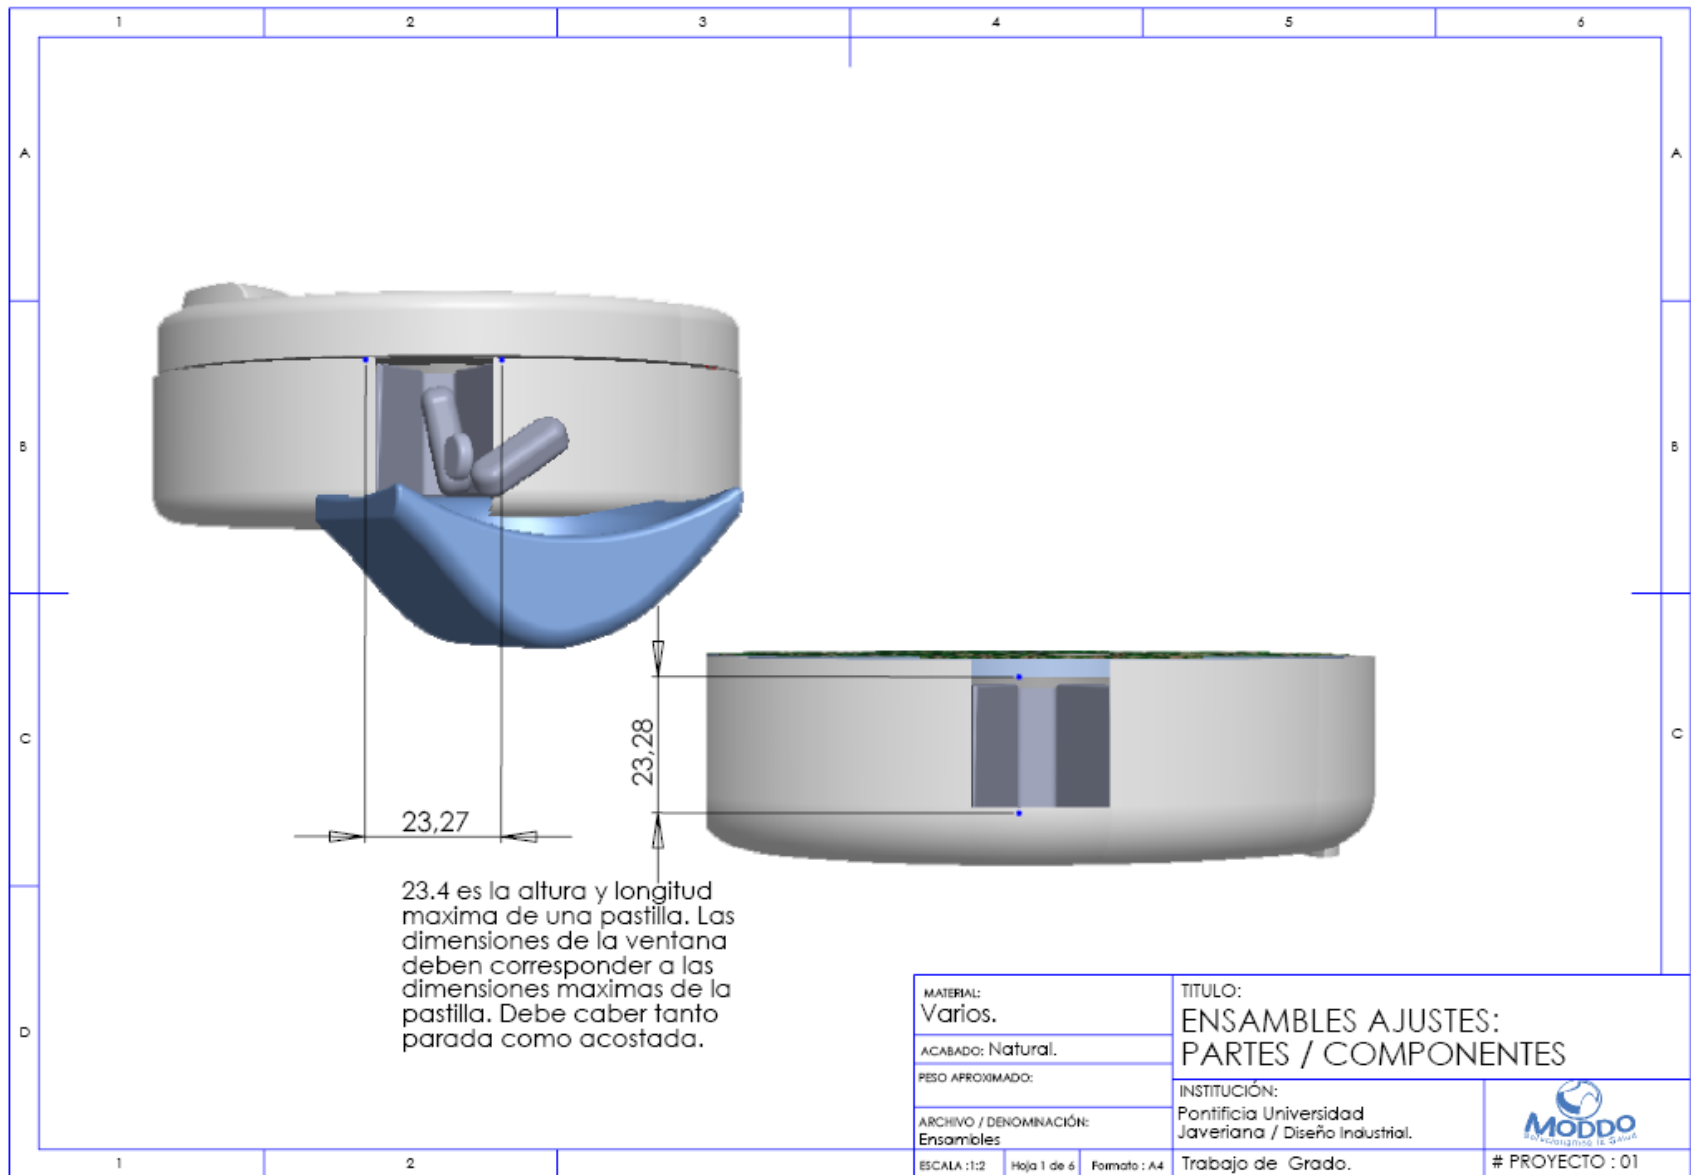 1 2 3 4 5 6
A A
B B
23,28
C C
23,27
23.4 es la altura y longitud
maxima de una pastilla. Las
dimensiones de la ventana
deben corresponder a las
dimensiones maximas de la
pastilla. Debe caber tanto
parada como acostada.
D
MATERIAL:
Varios.
ACABADO: Natural.
PESO APROXIMADO:
ARCHIVO / DENOMINACIÓN:
Ensambles
ESCALA :1:2 Hoja 1 de 6 Formato : A4
TITULO:
ENSAMBLES AJUSTES:
PARTES / COMPONENTES
INSTITUCIÓN:
Pontificia Universidad
Javeriana / Diseño Industrial.
Trabajo de Grado.
MODDO
# PROYECTO : 01
1 2